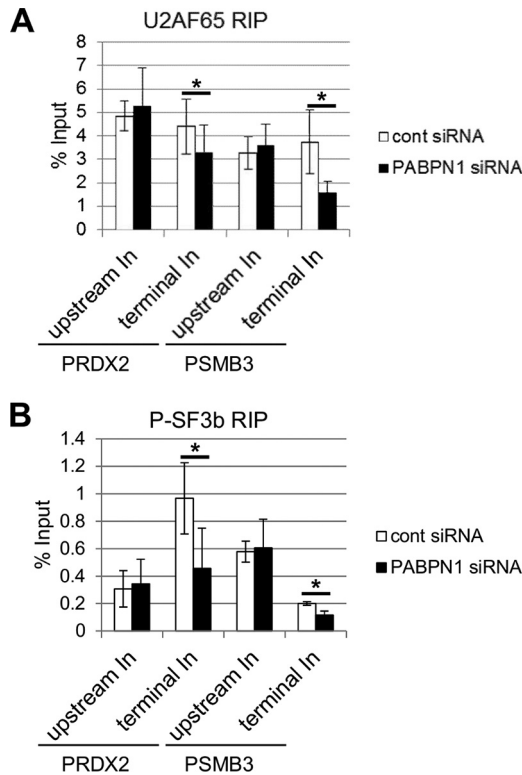 A
U2AF65 RIP
8
7
6
5
4
3
2
1
0
% Input
*
*
cont siRNA
PABPN1 siRNA
upstream In
terminal In
upstream In
terminal In
PRDX2
PSMB3
B
P-SF3b RIP
1.4
1.2
1
0.8
0.6
0.4
0.2
0
% Input
*
*
cont siRNA
PABPN1 siRNA
upstream In
terminal In
upstream In
terminal In
PRDX2
PSMB3